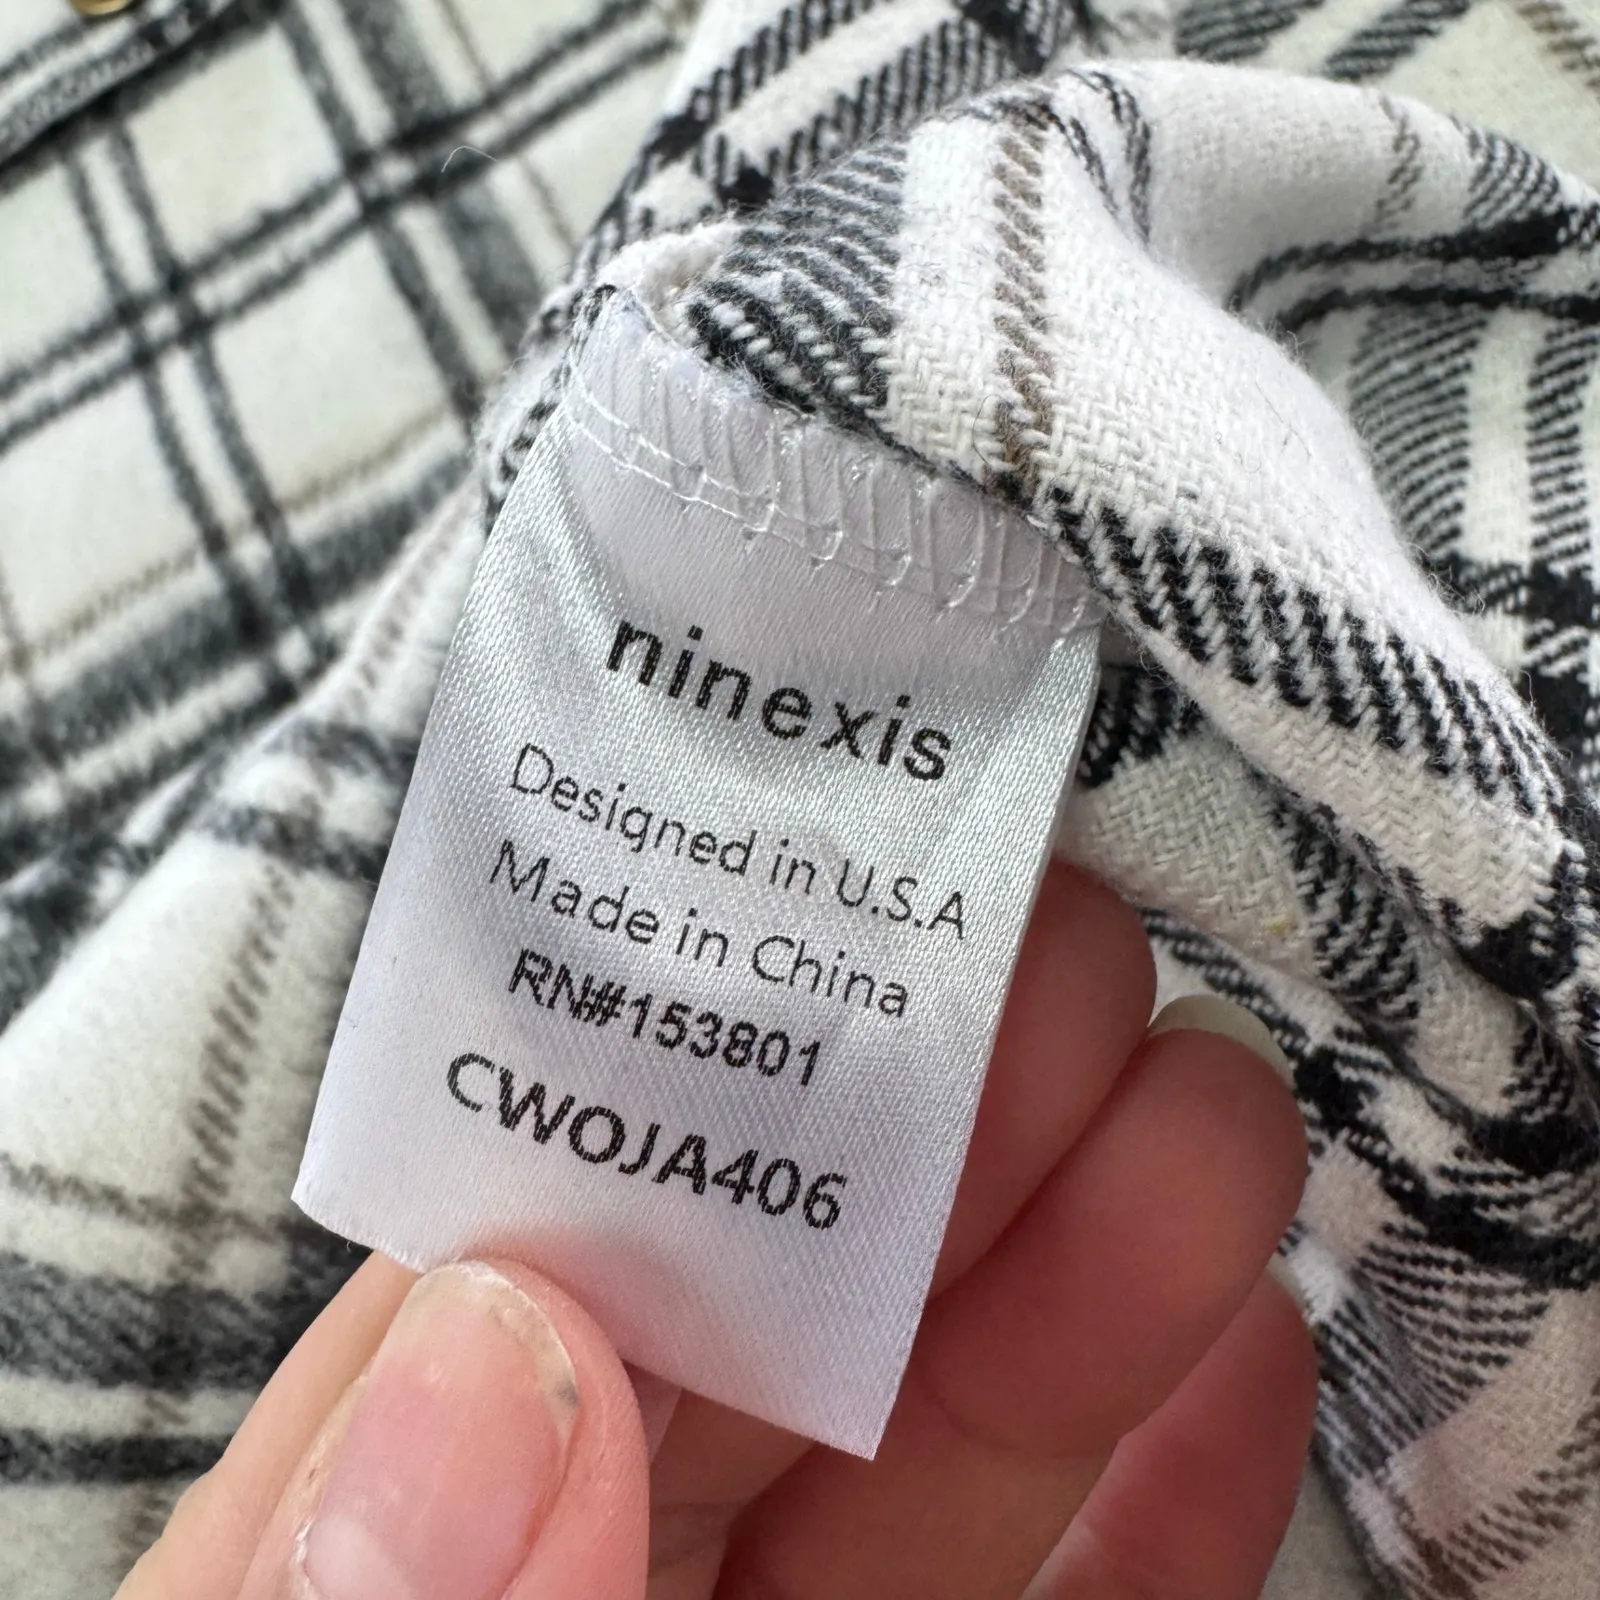 ninexis
Designed in U.S.A
Made in China
RN#153801
CWOJA406